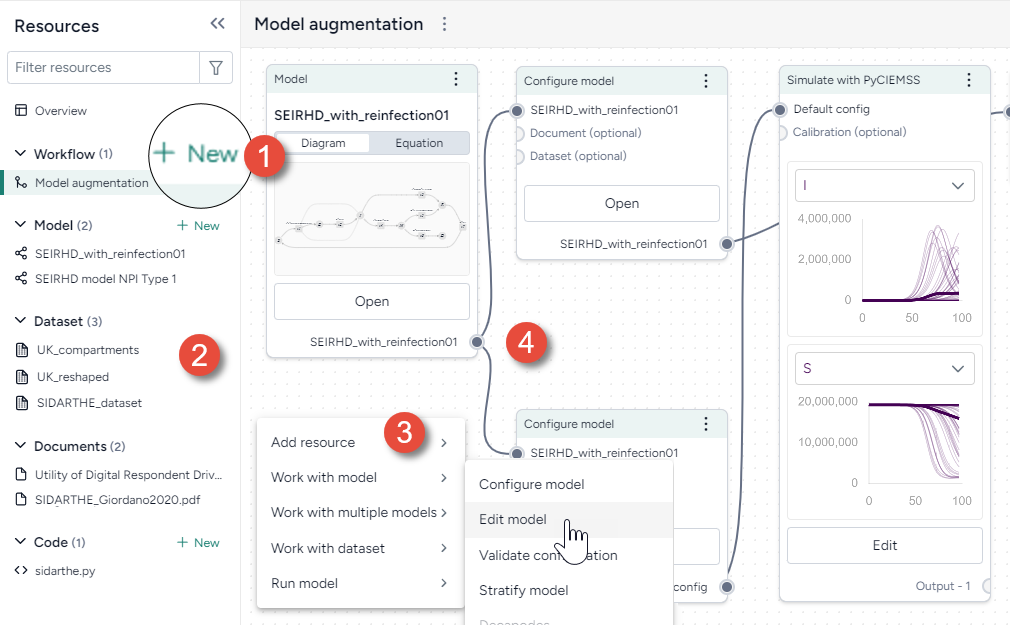 Resources
Filter resources
Overview
Workflow (1)
+ New
1
Model augmentation
Model (2)
+ New
SEIRHD_with_reinfection01
SEIRHD model NPI Type 1
Dataset (3)
UK_compartments
2
UK_reshaped
SIDARTHE_dataset
Documents (2)
Utility of Digital Respondent Driv...
SIDARTHE_Giordano2020.pdf
Code (1)
+ New
sidarthe.py
Model augmentation
Model
SEIRHD_with_reinfection01
Diagram
Equation
Open
SEIRHD_with_reinfection01
4
Configure model
SEIRHD_with_reinfection01
Document (optional)
Dataset (optional)
Open
SEIRHD_with_reinfection01
Configure model
SEIRHD_with_reinfection01
config
Add resource
3
Work with model
Work with multiple models
Work with dataset
Run model
Configure model
Edit model
Validate configuration
Stratify model
Simulate with PyCIEMSS
Default config
Calibration (optional)
I
4,000,000
2,000,000
0
0 50 100
S
20,000,000
10,000,000
0
0 50 100
Edit
Output - 1